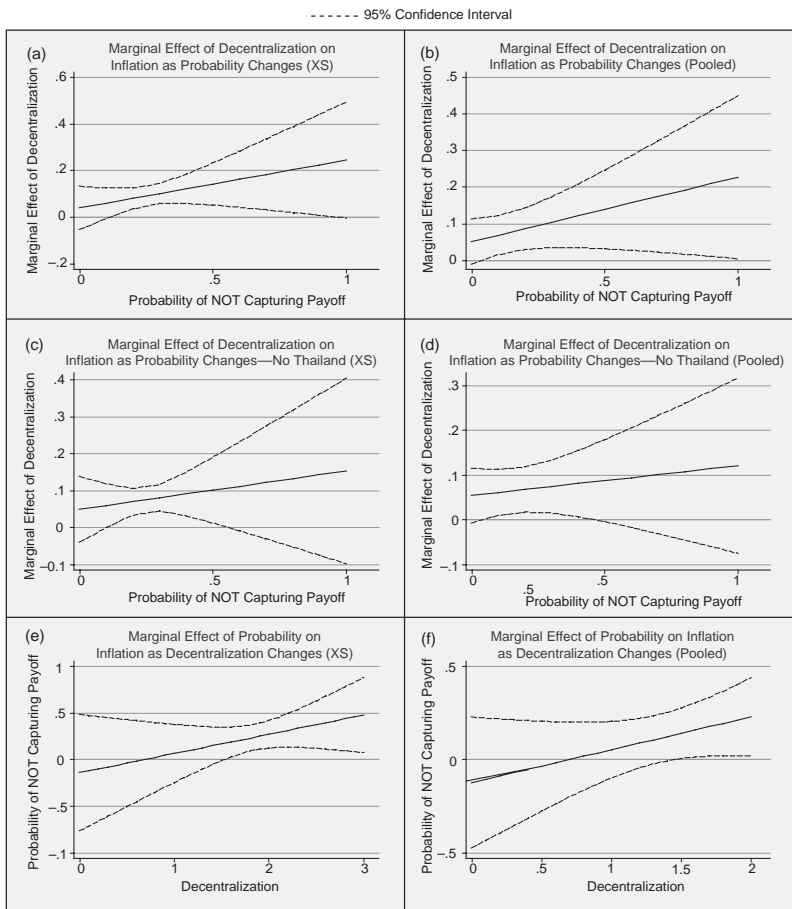 ----- 95% Confidence Interval
(a)
Marginal Effect of Decentralization on
Inflation as Probability Changes (XS)
Marginal Effect of Decentralization
.6
.4
.2
0
–.2
0
.5
1
Probability of NOT Capturing Payoff
(b)
Marginal Effect of Decentralization on
Inflation as Probability Changes (Pooled)
Marginal Effect of Decentralization
.5
.4
.3
.2
.1
0
0
.5
1
Probability of NOT Capturing Payoff
(c)
Marginal Effect of Decentralization on
Inflation as Probability Changes—No Thailand (XS)
Marginal Effect of Decentralization
.4
.3
.2
.1
0
–0.1
0
.5
1
Probability of NOT Capturing Payoff
(d)
Marginal Effect of Decentralization on
Inflation as Probability Changes—No Thailand (Pooled)
Marginal Effect of Decentralization
.3
.2
.1
0
–.1
0
.5
.5
1
Probability of NOT Capturing Payoff
(e)
Marginal Effect of Probability on
Inflation as Decentralization Changes (XS)
Probability of NOT Capturing Payoff
1
.5
0
–.5
–.1
0
1
2
3
Decentralization
(f)
Marginal Effect of Probability on Inflation
as Decentralization Changes (Pooled)
Probability of NOT Capturing Payoff
.5
0
–.5
0
.5
1
1.5
2
Decentralization